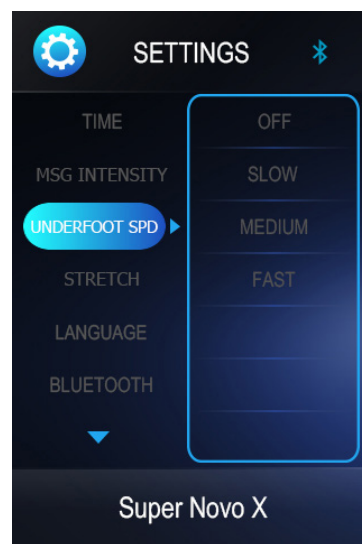 SETTINGS
TIME
MSG INTENSITY
UNDERFOOT SPD
STRETCH
LANGUAGE
BLUETOOTH
OFF
SLOW
MEDIUM
FAST
Super Novo X